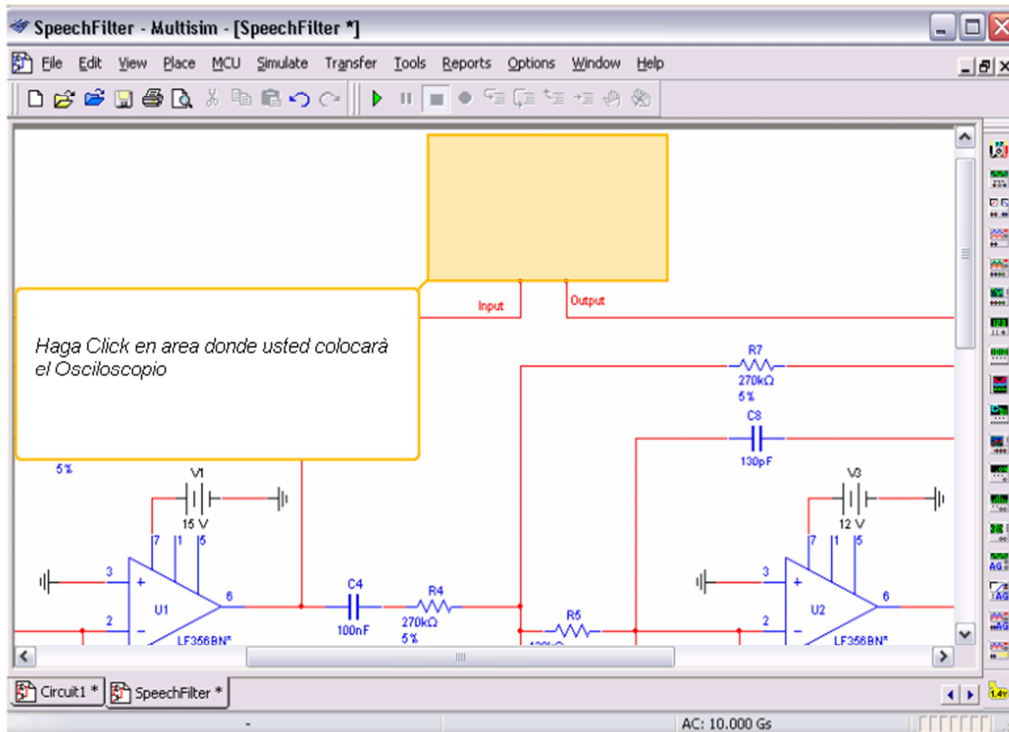 SpeechFilter - Multisim - [SpeechFilter *]
File Edit View Place MCU Simulate Transfer Tools Reports Options Window Help
Input
Output
Haga Click en area donde usted colocarà
el Osciloscopio
R7
270kΩ
5%
C8
130pF
5%
V1
15 V
7 1 5
3
2
6
U1
LF356BN*
C4
100nF
R4
270kΩ
5%
R5
V3
12 V
7 1 5
3
2
6
U2
LF356BN*
Circuit1 *
SpeechFilter *
-
AC: 10.000 Gs
1.4v